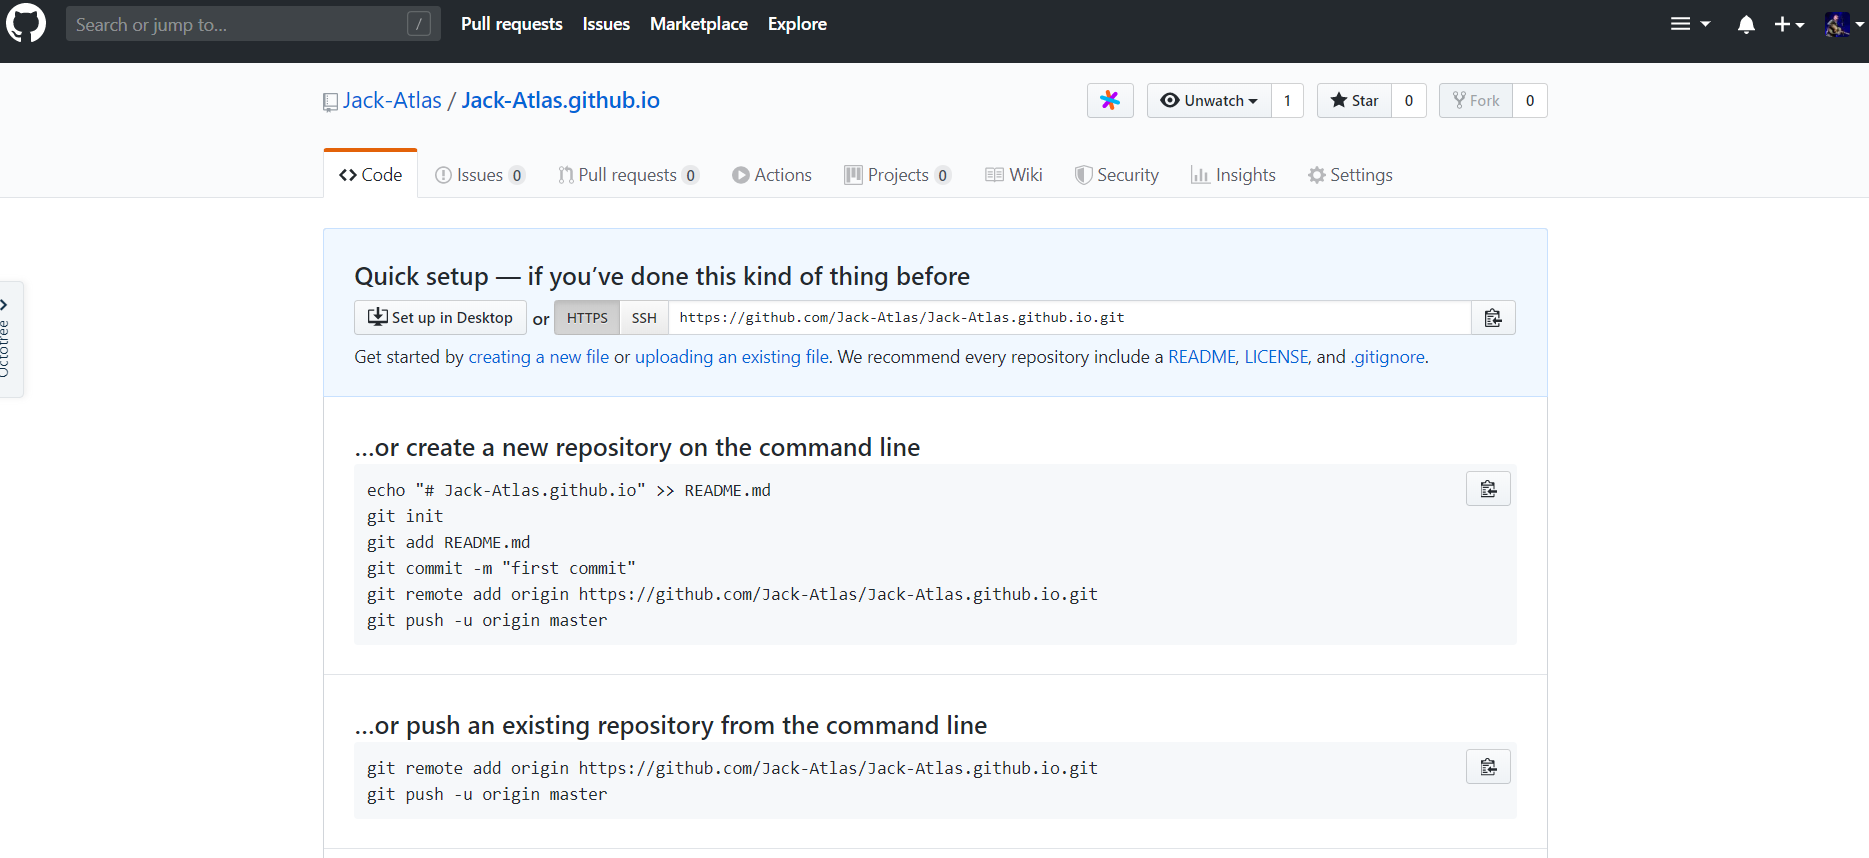 Search or jump to... /
Pull requests Issues Marketplace Explore
Jack-Atlas / Jack-Atlas.github.io
Unwatch 1 Star 0 Fork 0
Code Issues 0 Pull requests 0 Actions Projects 0 Wiki Security Insights Settings
Octotree
Quick setup — if you’ve done this kind of thing before
Set up in Desktop or HTTPS SSH https://github.com/Jack-Atlas/Jack-Atlas.github.io.git
Get started by creating a new file or uploading an existing file. We recommend every repository include a README, LICENSE, and .gitignore.
…or create a new repository on the command line
echo "# Jack-Atlas.github.io" >> README.md
git init
git add README.md
git commit -m "first commit"
git remote add origin https://github.com/Jack-Atlas/Jack-Atlas.github.io.git
git push -u origin master
…or push an existing repository from the command line
git remote add origin https://github.com/Jack-Atlas/Jack-Atlas.github.io.git
git push -u origin master